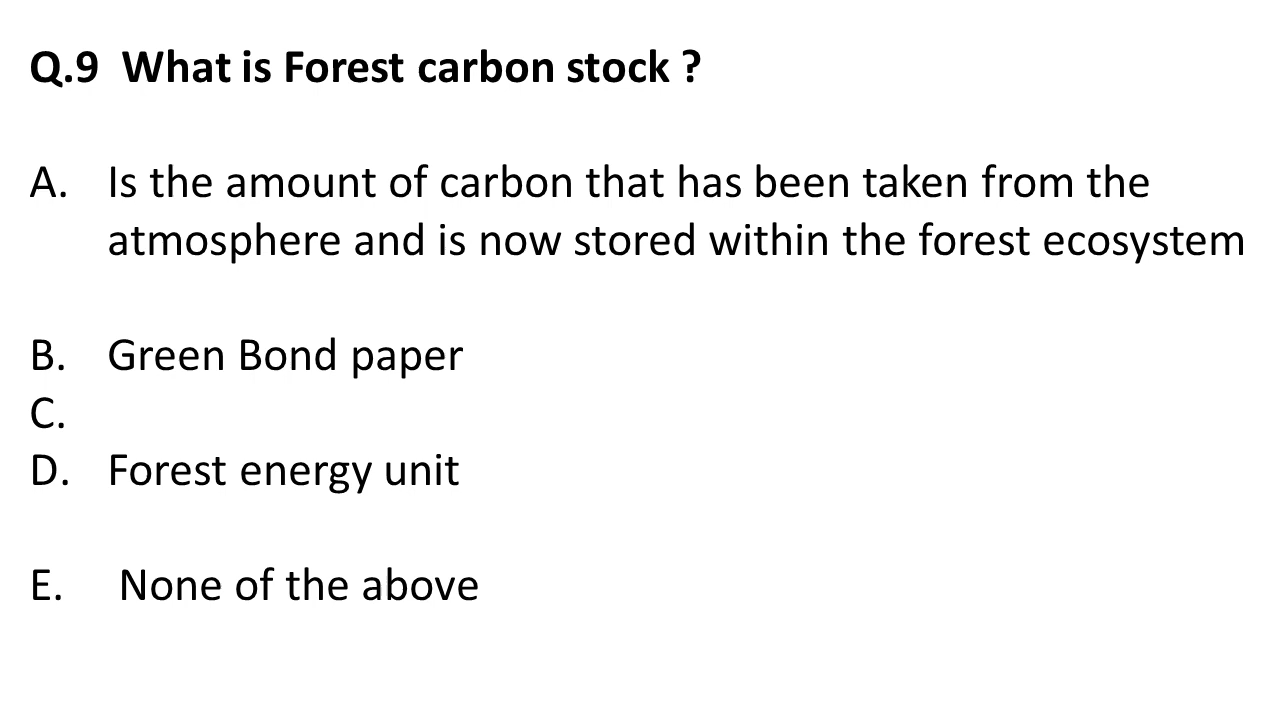 Q.9 What is Forest carbon stock ?
A. Is the amount of carbon that has been taken from the
atmosphere and is now stored within the forest ecosystem
B. Green Bond paper
C.
D. Forest energy unit
E. None of the above